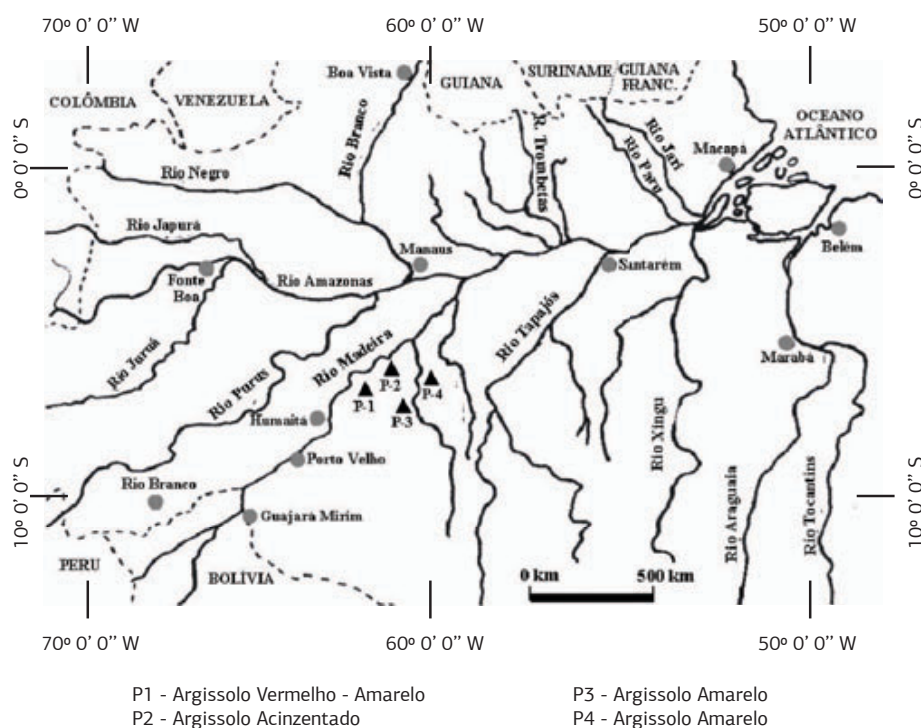 70º 0' 0'' W
60º 0' 0'' W
50º 0' 0'' W
Boa Vista
GUIANA
SURINAME
GUIANA
FRANC.
COLÔMBIA
VENEZUELA
OCEANO
ATLÂNTICO
Rio Branco
R. Trombetas
Rio Jari
Rio Paru
Macapá
0º 0' 0'' S
0º 0' 0'' S
Rio Negro
Rio Japurá
Manaus
Santarém
Belém
Fonte
Boa
Rio Amazonas
Rio Juruá
Rio Purus
Rio Madeira
Rio Tapajós
Marabá
P-2
P-1
P-4
P-3
Humaitá
Porto Velho
Rio Xingu
Rio Branco
Guajará Mirim
Rio Araguaia
Rio Tocantins
10º 0' 0'' S
10º 0' 0'' S
PERU
BOLÍVIA
0 km
500 km
70º 0' 0'' W
60º 0' 0'' W
50º 0' 0'' W
P1 - Argissolo Vermelho - Amarelo
P3 - Argissolo Amarelo
P2 - Argissolo Acinzentado
P4 - Argissolo Amarelo